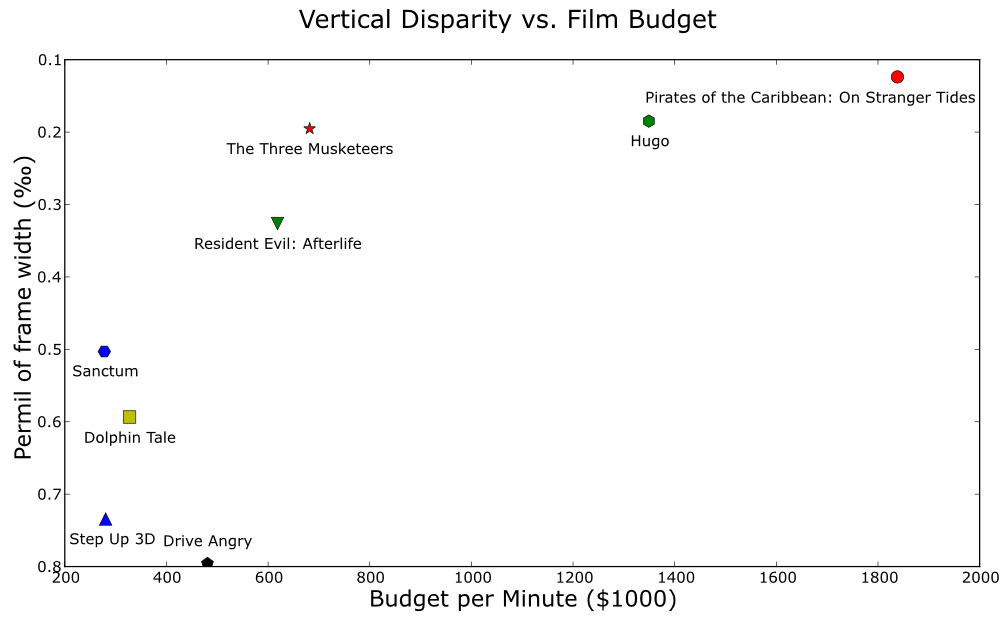 Vertical Disparity vs. Film Budget
Permil of frame width (‰)
0.1
0.2
0.3
0.4
0.5
0.6
0.7
0.8
Pirates of the Caribbean: On Stranger Tides
Hugo
The Three Musketeers
Resident Evil: Afterlife
Sanctum
Dolphin Tale
Step Up 3D
Drive Angry
200 400 600 800 1000 1200 1400 1600 1800 2000
Budget per Minute ($1000)